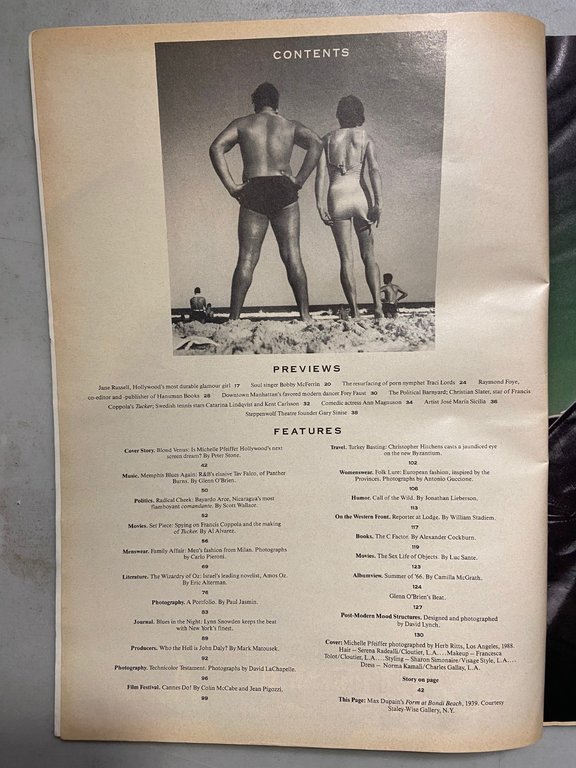 CONTENTS
PREVIEWS
Jane Russell, Hollywood's most durable glamour girl 17 Soul singer Bobby McFerrin 20 The resurfacing of porn nymphet Traci Lords 24 Raymond Foye,
co-editor and -publisher of Hanuman Books 28 Downtown Manhattan's favored modern dancer Fory Faust 30 The Political Barnyard; Christian Slater, star of Francis
Coppola's Tucker; Swedish tennis stars Catarina Lindqvist and Kent Carlsson 32 Comedic actress Ann Magnuson 34 Artist José María Sicilia 36
Steppenwolf Theatre founder Gary Sinise 38
FEATURES
Cover Story. Blond Venus: Is Michelle Pfeiffer Hollywood's next
screen dream? By Peter Stone.
42
Music. Memphis Blues Again: R&B's elusive Tav Falco, of Panther
Burns. By Glenn O'Brien.
50
Politics. Radical Cheek: Bayardo Arce, Nicaragua's most
flamboyant comandante. By Scott Wallace.
52
Movies. Set Piece: Spying on Francis Coppola and the making
of Tucker. By Al Alvarez.
56
Menswear. Family Affair: Men's fashion from Milan. Photographs
by Carlo Pieroni.
69
Literature. The Wizardry of Oz: Israel's leading novelist, Amos Oz.
By Eric Alterman.
76
Photography. A Portfolio. By Paul Jasmin.
83
Journal. Blues in the Night: Lynn Snowden keeps the beat
with New York's finest.
89
Producers. Who the Hell is John Daly? By Mark Matousek.
92
Photography. Technicolor Testament. Photographs by David LaChapelle.
96
Film Festival. Cannes Do! By Colin McCabe and Jean Pigozzi.
99
Travel. Turkey Basting: Christopher Hitchens casts a jaundiced eye
on the new Byzantium.
102
Womenswear. Folk Lure: European fashion, inspired by the
Provinces. Photographs by Antonio Guccione.
106
Humor. Call of the Wild. By Jonathan Lieberson.
113
On the Western Front. Reporter at Lodge. By William Stadiem.
117
Books. The C Factor. By Alexander Cockburn.
119
Movies. The Sex Life of Objects. By Luc Sante.
123
Albumview. Summer of '66. By Camilla McGrath.
124
Glenn O'Brien's Beat.
127
Post-Modern Mood Structures. Designed and photographed
by David Lynch.
130
Cover: Michelle Pfeiffer photographed by Herb Ritts, Los Angeles, 1988.
Hair – Serena Radealli/Cloutier, L.A. . . . Makeup – Francesca
Tolot/Cloutier, L.A. . . . Styling – Sharon Simonaire/Visage Style, L.A. . . .
Dress – Norma Kamali/Charles Gallay, L.A.
Story on page
42
This Page: Max Dupain's Form at Bondi Beach, 1939. Courtesy
Staley-Wise Gallery, N.Y.